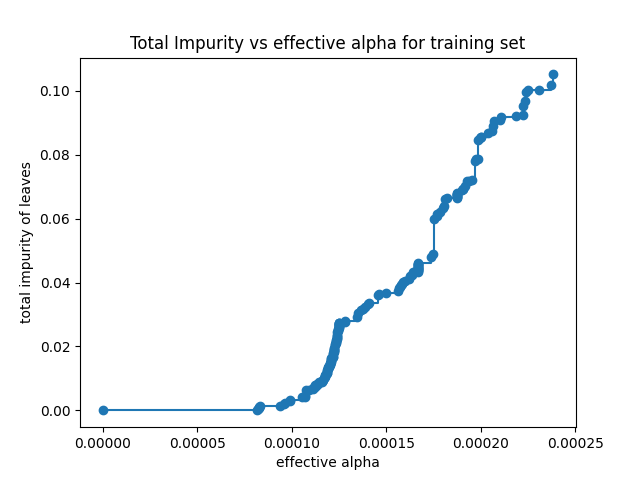 Total Impurity vs effective alpha for training set
0.10
0.08
0.06
0.04
0.02
0.00
total impurity of leaves
0.00000 0.00005 0.00010 0.00015 0.00020 0.00025
effective alpha